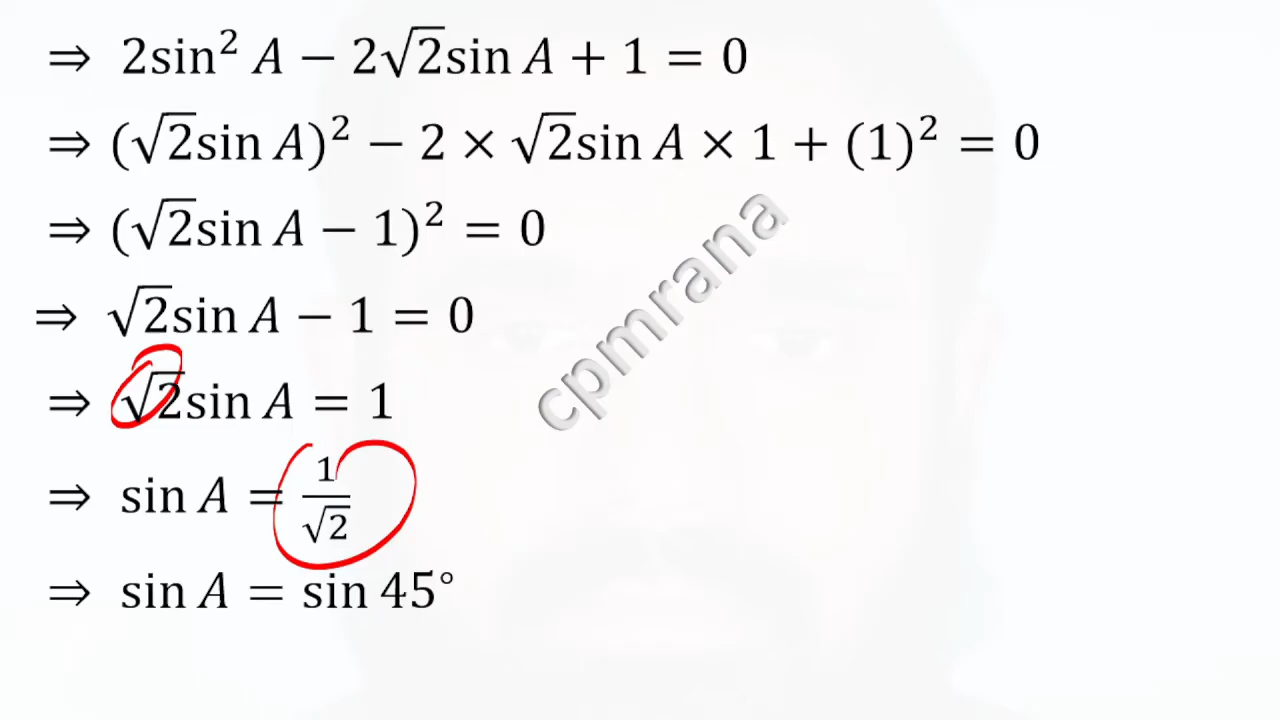 ⇒ 2sin² A − 2√2sin A + 1 = 0
⇒ (√2sin A)² − 2 × √2sin A × 1 + (1)² = 0
⇒ (√2sin A − 1)² = 0
⇒ √2sin A − 1 = 0
⇒ √2sin A = 1
⇒ sin A = 1/√2
⇒ sin A = sin 45°
cpmrana